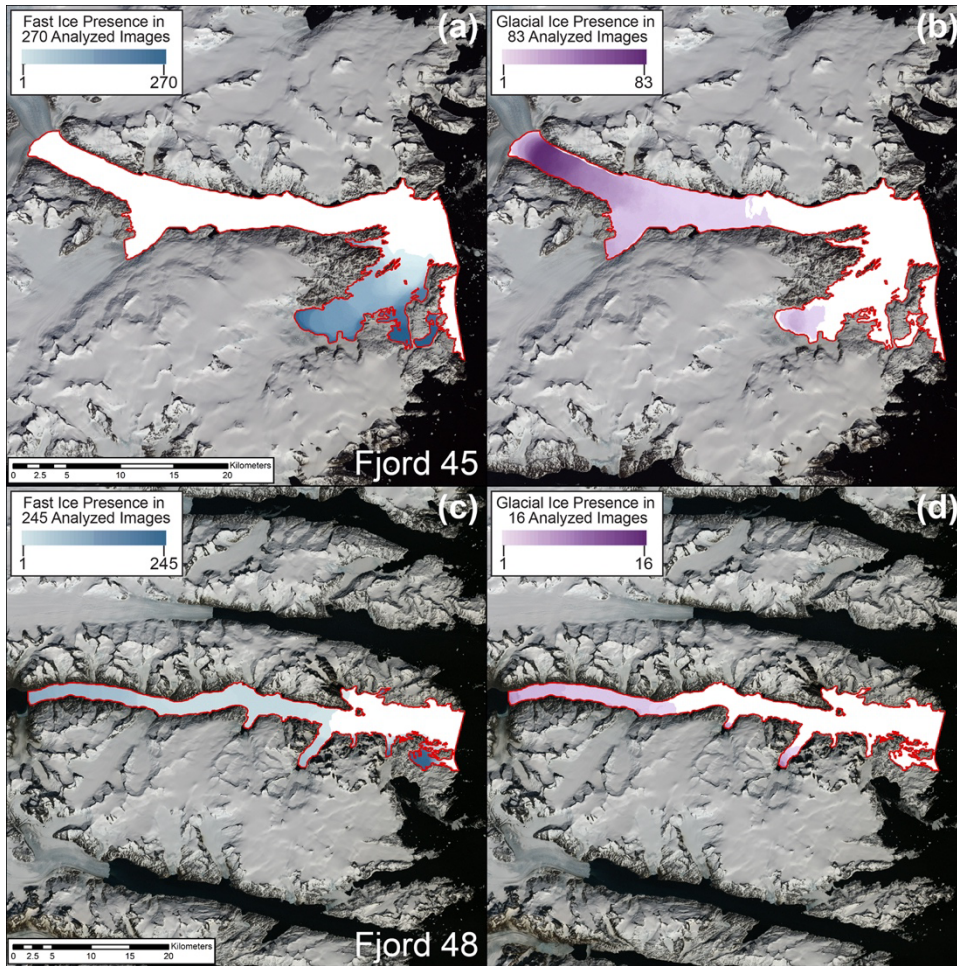 Fast Ice Presence in
270 Analyzed Images
1 270
(a)
Glacial Ice Presence in
83 Analyzed Images
1 83
(b)
0 2.5 5 10 15 20
Kilometers
Fjord 45
Fast Ice Presence in
245 Analyzed Images
1 245
(c)
Glacial Ice Presence in
16 Analyzed Images
1 16
(d)
0 2.5 5 10 15 20
Kilometers
Fjord 48